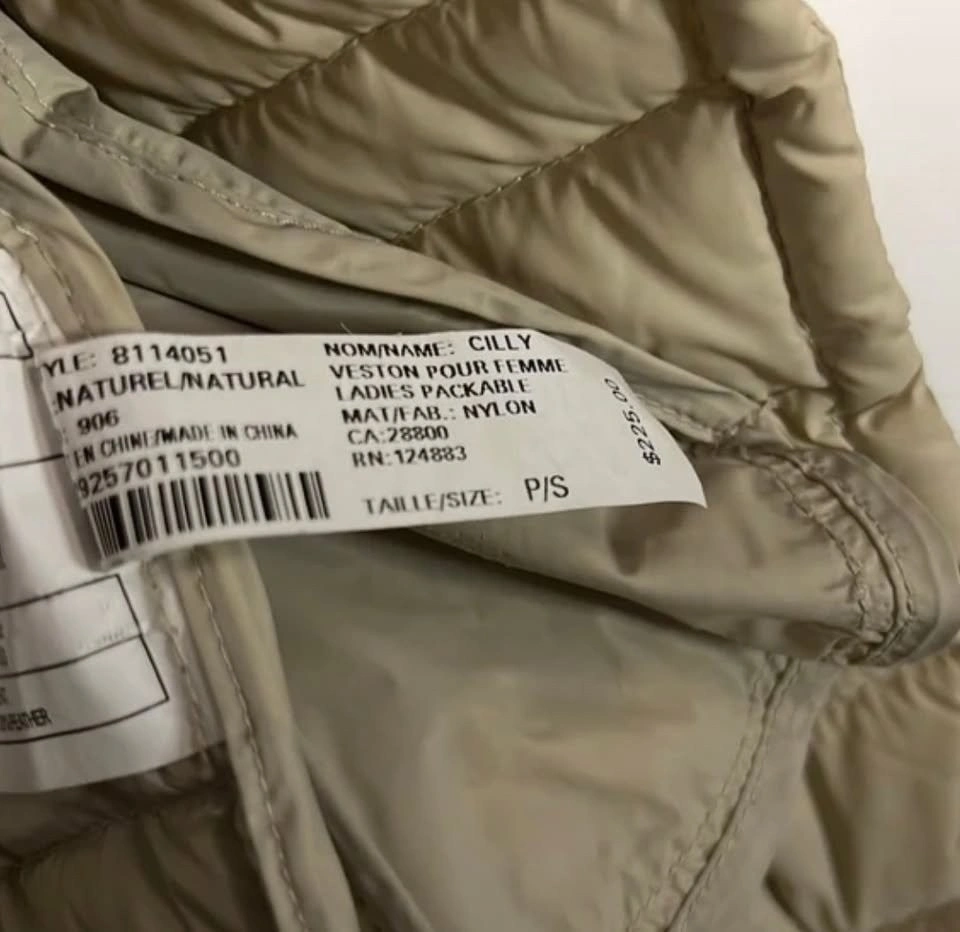 YLE: 8114051
NATUREL/NATURAL
906
EN CHINE/MADE IN CHINA
9257011500
NOM/NAME: CILLY
VESTON POUR FEMME
LADIES PACKABLE
MAT/FAB.: NYLON
CA:28800
RN:124883
TAILLE/SIZE: P/S
$225.00